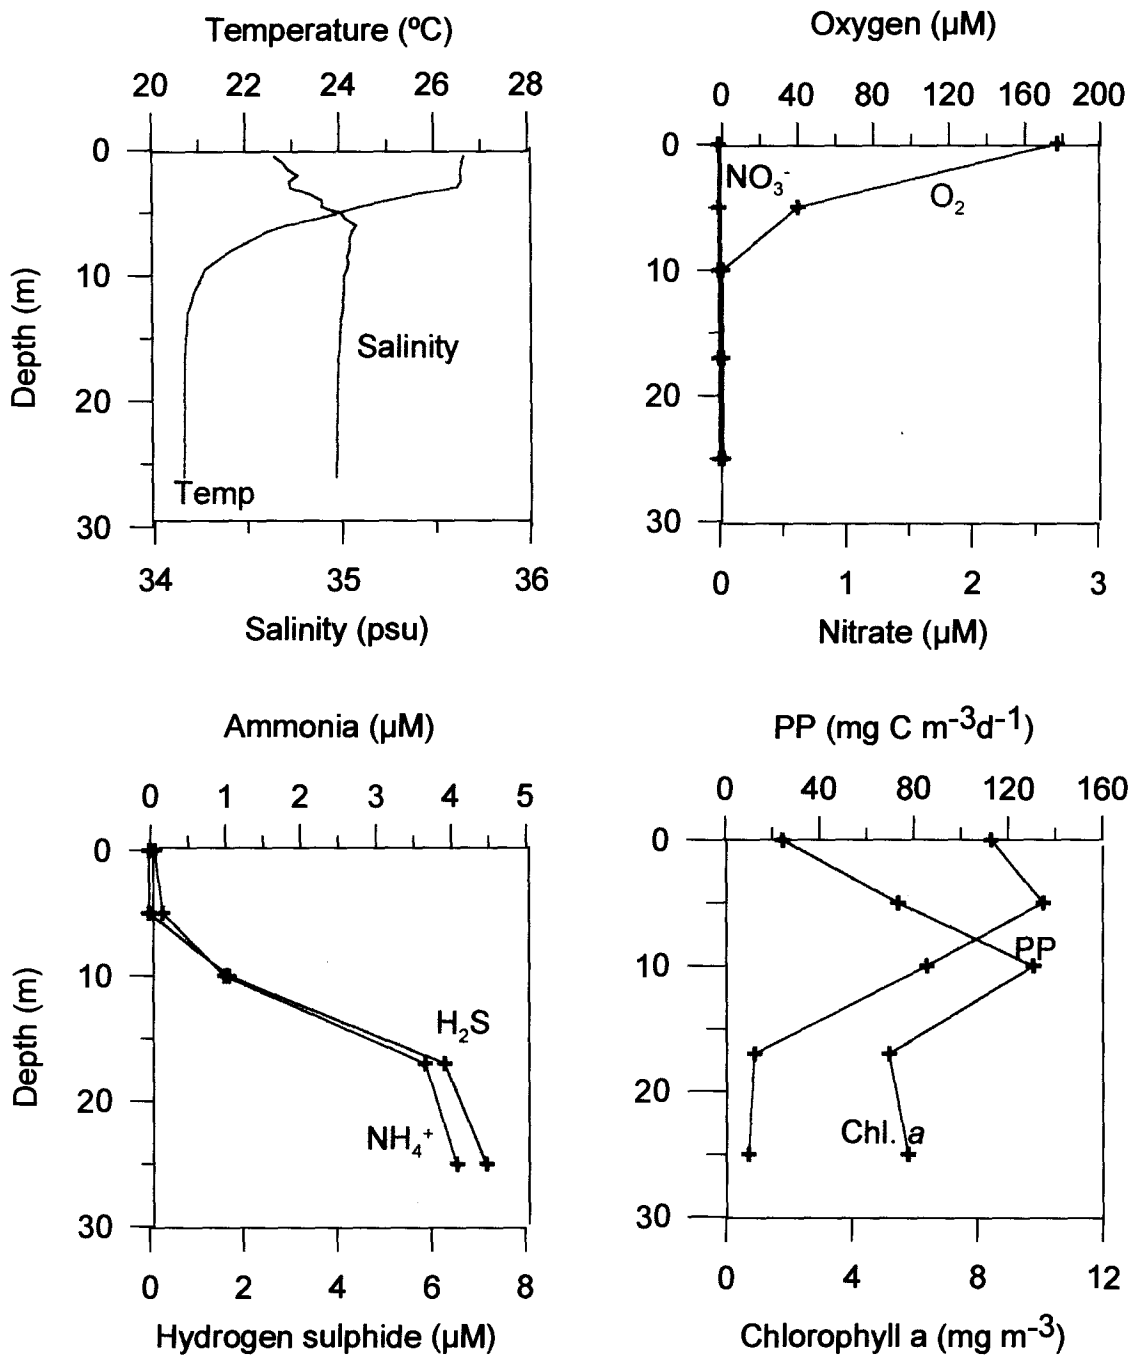 Temperature (ºC)
20 22 24 26 28
0
10
20
30
Depth (m)
Salinity
Temp
34 35 36
Salinity (psu)
Oxygen (µM)
0 40 80 120 160 200
0
10
20
30
NO₃⁻
O₂
0 1 2 3
Nitrate (µM)
Ammonia (µM)
0 1 2 3 4 5
0
10
20
30
Depth (m)
H₂S
NH₄⁺
0 2 4 6 8
Hydrogen sulphide (µM)
PP (mg C m⁻³d⁻¹)
0 40 80 120 160
0
10
20
30
PP
Chl. a
0 4 8 12
Chlorophyll a (mg m⁻³)